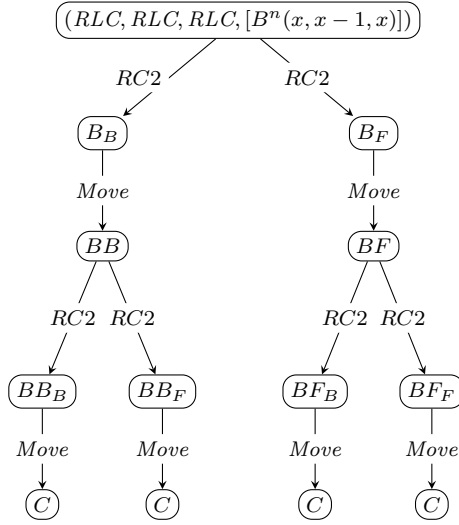 (RLC, RLC, RLC, [Bⁿ(x, x − 1, x)])
RC2 RC2
B_B B_F
Move Move
BB BF
RC2 RC2 RC2 RC2
BB_B BB_F BF_B BF_F
Move Move Move Move
C C C C